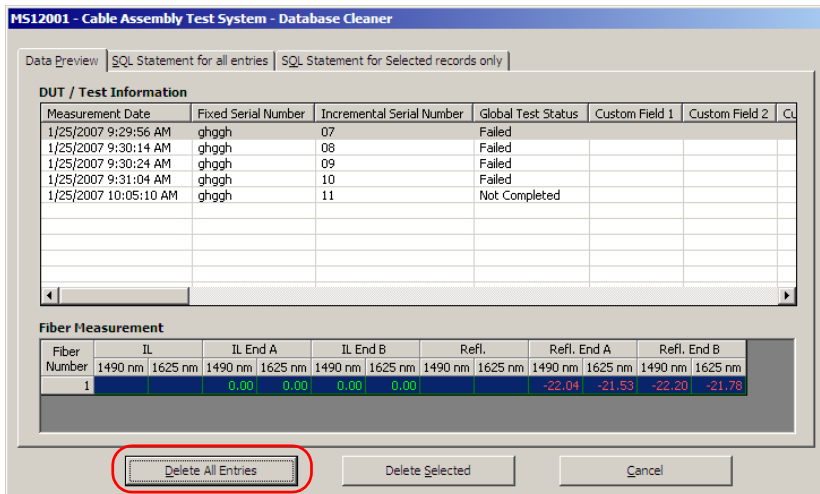 MS12001 - Cable Assembly Test System - Database Cleaner
Data Preview SQL Statement for all entries SQL Statement for Selected records only
DUT / Test Information
Measurement Date Fixed Serial Number Incremental Serial Number Global Test Status Custom Field 1 Custom Field 2 Cu
1/25/2007 9:29:56 AM ghggh 07 Failed
1/25/2007 9:30:14 AM ghggh 08 Failed
1/25/2007 9:30:24 AM ghggh 09 Failed
1/25/2007 9:31:04 AM ghggh 10 Failed
1/25/2007 10:05:10 AM ghggh 11 Not Completed
Fiber Measurement
Fiber Number IL IL End A IL End B Refl. Refl. End A Refl. End B
1490 nm 1625 nm 1490 nm 1625 nm 1490 nm 1625 nm 1490 nm 1625 nm 1490 nm 1625 nm 1490 nm 1625 nm
1 0.00 0.00 0.00 0.00 -22.04 -21.53 -22.20 -21.78
Delete All Entries Delete Selected Cancel